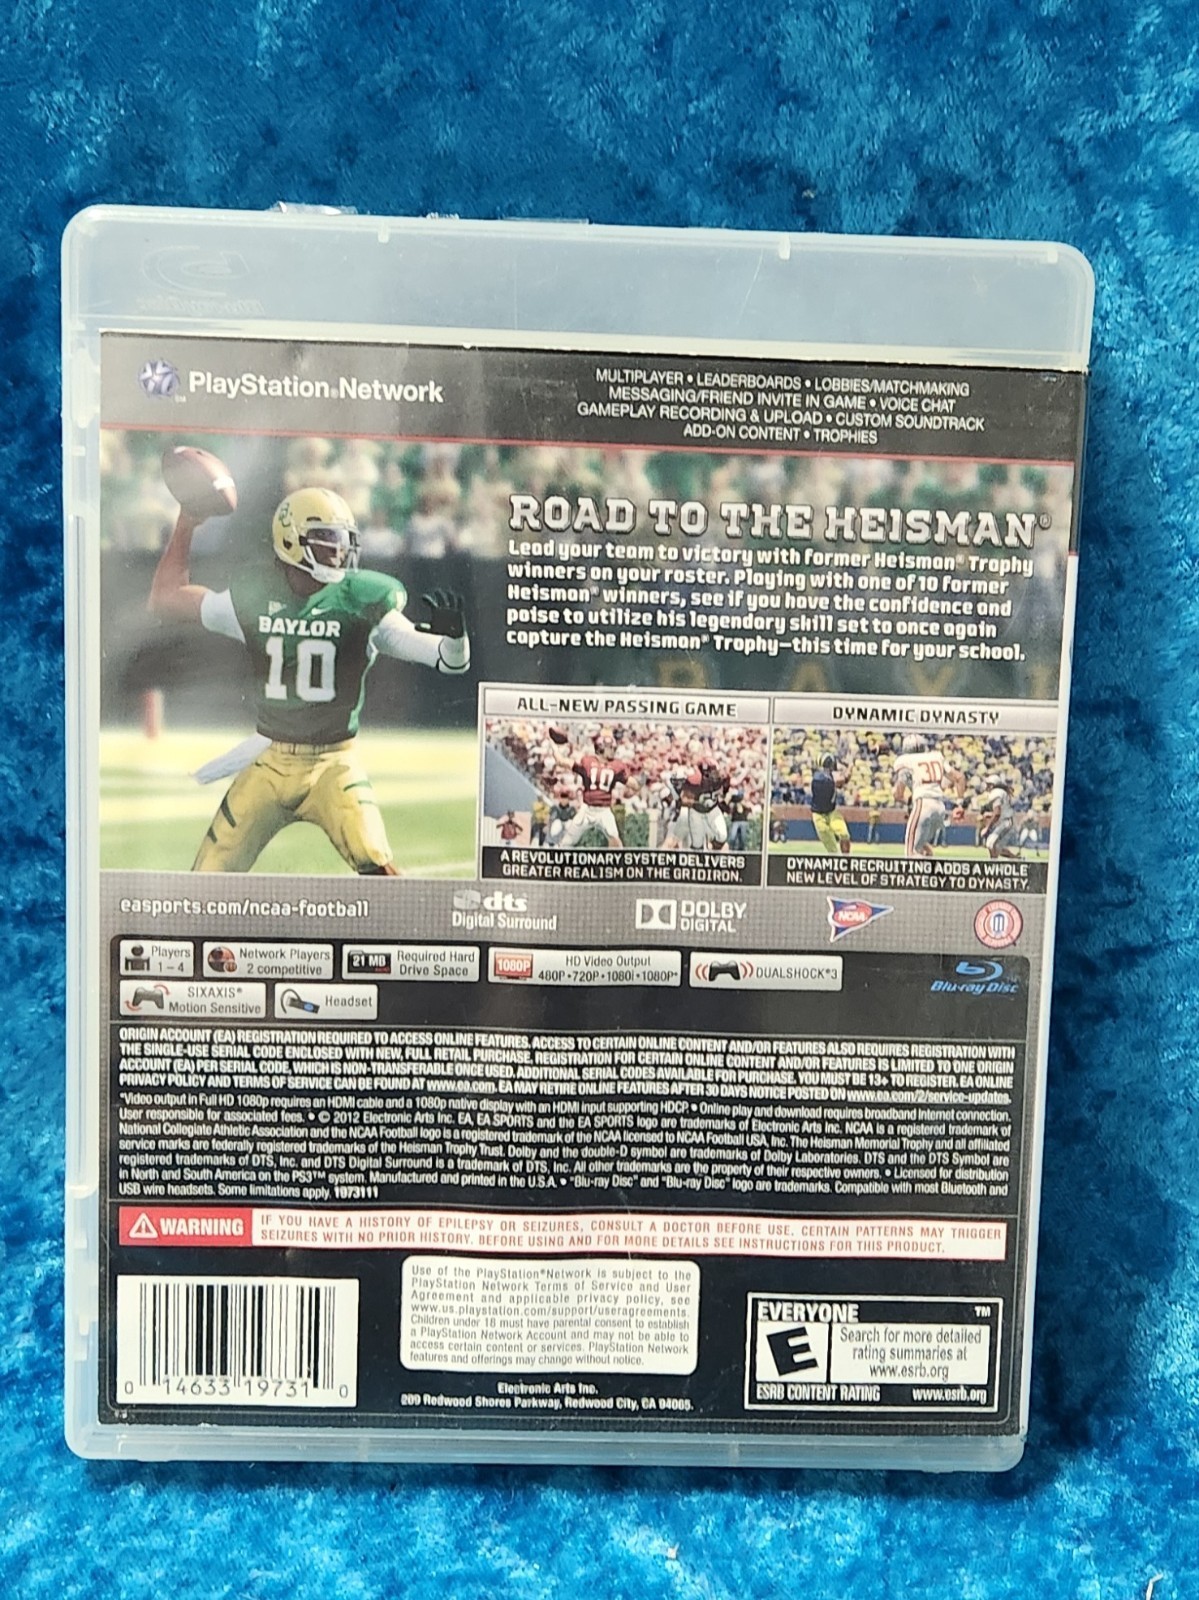 PlayStation®Network
MULTIPLAYER • LEADERBOARDS • LOBBIES/MATCHMAKING
MESSAGING/FRIEND INVITE IN GAME • VOICE CHAT
GAMEPLAY RECORDING & UPLOAD • CUSTOM SOUNDTRACK
ADD-ON CONTENT • TROPHIES
ROAD TO THE HEISMAN®
Lead your team to victory with former Heisman® Trophy
winners on your roster. Playing with one of 10 former
Heisman® winners, see if you have the confidence and
poise to utilize his legendary skill set to once again
capture the Heisman® Trophy—this time for your school.
BAYLOR
10
ALL-NEW PASSING GAME
10
A REVOLUTIONARY SYSTEM DELIVERS
GREATER REALISM ON THE GRIDIRON.
DYNAMIC DYNASTY
30
DYNAMIC RECRUITING ADDS A WHOLE
NEW LEVEL OF STRATEGY TO DYNASTY.
easports.com/ncaa-football
dts
Digital Surround
DOLBY
DIGITAL
NCAA
Players
1–4
Network Players
2 competitive
21 MB
Required Hard
Drive Space
1080P
HD Video Output
480P•720P•1080i•1080P*
DUALSHOCK®3
Blu-ray Disc
SIXAXIS®
Motion Sensitive
Headset
ORIGIN ACCOUNT (EA) REGISTRATION REQUIRED TO ACCESS ONLINE FEATURES. ACCESS TO CERTAIN ONLINE CONTENT AND/OR FEATURES ALSO REQUIRES REGISTRATION WITH
THE SINGLE-USE SERIAL CODE ENCLOSED WITH NEW, FULL RETAIL PURCHASE. REGISTRATION FOR CERTAIN ONLINE CONTENT AND/OR FEATURES IS LIMITED TO ONE ORIGIN
ACCOUNT (EA) PER SERIAL CODE, WHICH IS NON-TRANSFERABLE ONCE USED. ADDITIONAL SERIAL CODES AVAILABLE FOR PURCHASE. YOU MUST BE 13+ TO REGISTER. EA ONLINE
PRIVACY POLICY AND TERMS OF SERVICE CAN BE FOUND AT www.ea.com. EA MAY RETIRE ONLINE FEATURES AFTER 30 DAYS NOTICE POSTED ON www.ea.com/2/service-updates.
*Video output in Full HD 1080p requires an HDMI cable and a 1080p native display with an HDMI input supporting HDCP. • Online play and download requires broadband Internet connection.
User responsible for associated fees. • © 2012 Electronic Arts Inc. EA, EA SPORTS and the EA SPORTS logo are trademarks of Electronic Arts Inc. NCAA is a registered trademark of
National Collegiate Athletic Association and the NCAA Football logo is a registered trademark of the NCAA licensed to NCAA Football USA, Inc. The Heisman Memorial Trophy and all affiliated
service marks are federally registered trademarks of the Heisman Trophy Trust. Dolby and the double-D symbol are trademarks of Dolby Laboratories. DTS and the DTS Symbol are
registered trademarks of DTS, Inc. and DTS Digital Surround is a trademark of DTS, Inc. All other trademarks are the property of their respective owners. • Licensed for distribution
in North and South America on the PS3™ system. Manufactured and printed in the U.S.A. • "Blu-ray Disc" and "Blu-ray Disc" logo are trademarks. Compatible with most Bluetooth and
USB wire headsets. Some limitations apply. 1973111
WARNING
IF YOU HAVE A HISTORY OF EPILEPSY OR SEIZURES, CONSULT A DOCTOR BEFORE USE. CERTAIN PATTERNS MAY TRIGGER
SEIZURES WITH NO PRIOR HISTORY. BEFORE USING AND FOR MORE DETAILS SEE INSTRUCTIONS FOR THIS PRODUCT.
0 14633 19731 0
Use of the PlayStation®Network is subject to the
PlayStation Network Terms of Service and User
Agreement and applicable privacy policy, see
www.us.playstation.com/support/useragreements.
Children under 18 must have parental consent to establish
a PlayStation Network Account and may not be able to
access certain content or services. PlayStation Network
features and offerings may change without notice.
Electronic Arts Inc.
209 Redwood Shores Parkway, Redwood City, CA 94065.
EVERYONE
TM
E
Search for more detailed
rating summaries at
www.esrb.org
ESRB CONTENT RATING www.esrb.org